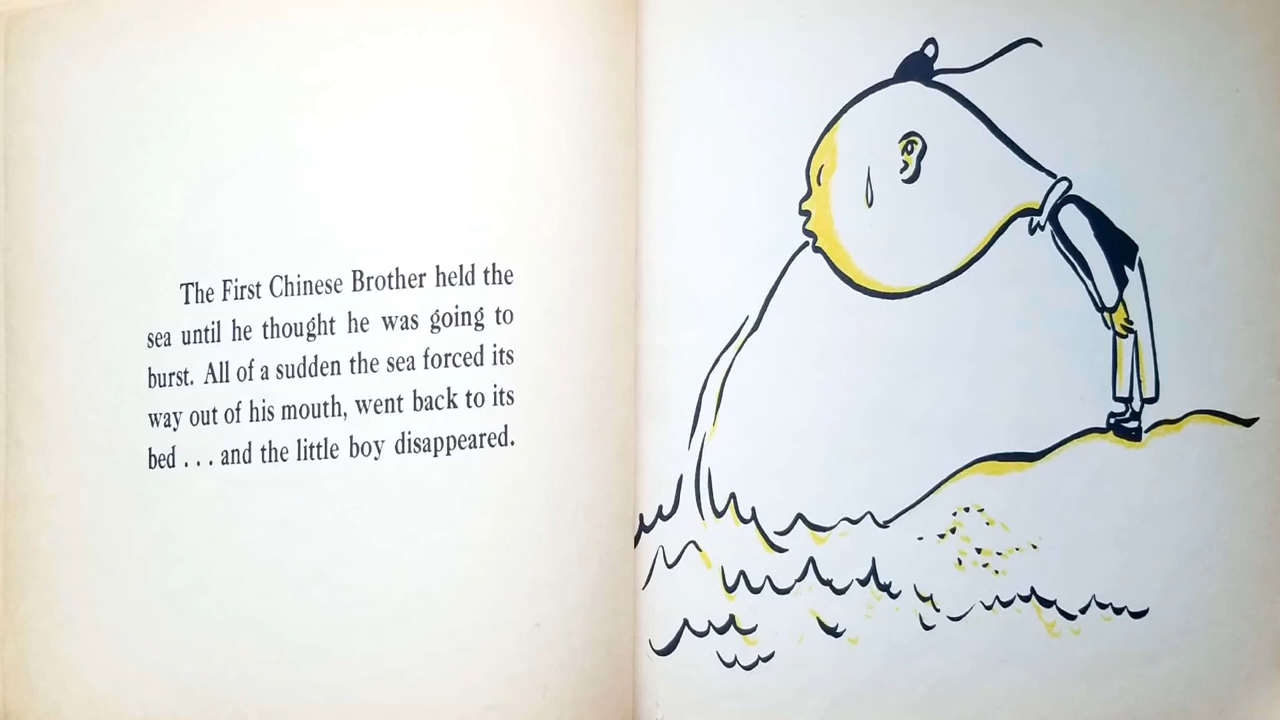 The First Chinese Brother held the
sea until he thought he was going to
burst. All of a sudden the sea forced its
way out of his mouth, went back to its
bed . . . and the little boy disappeared.